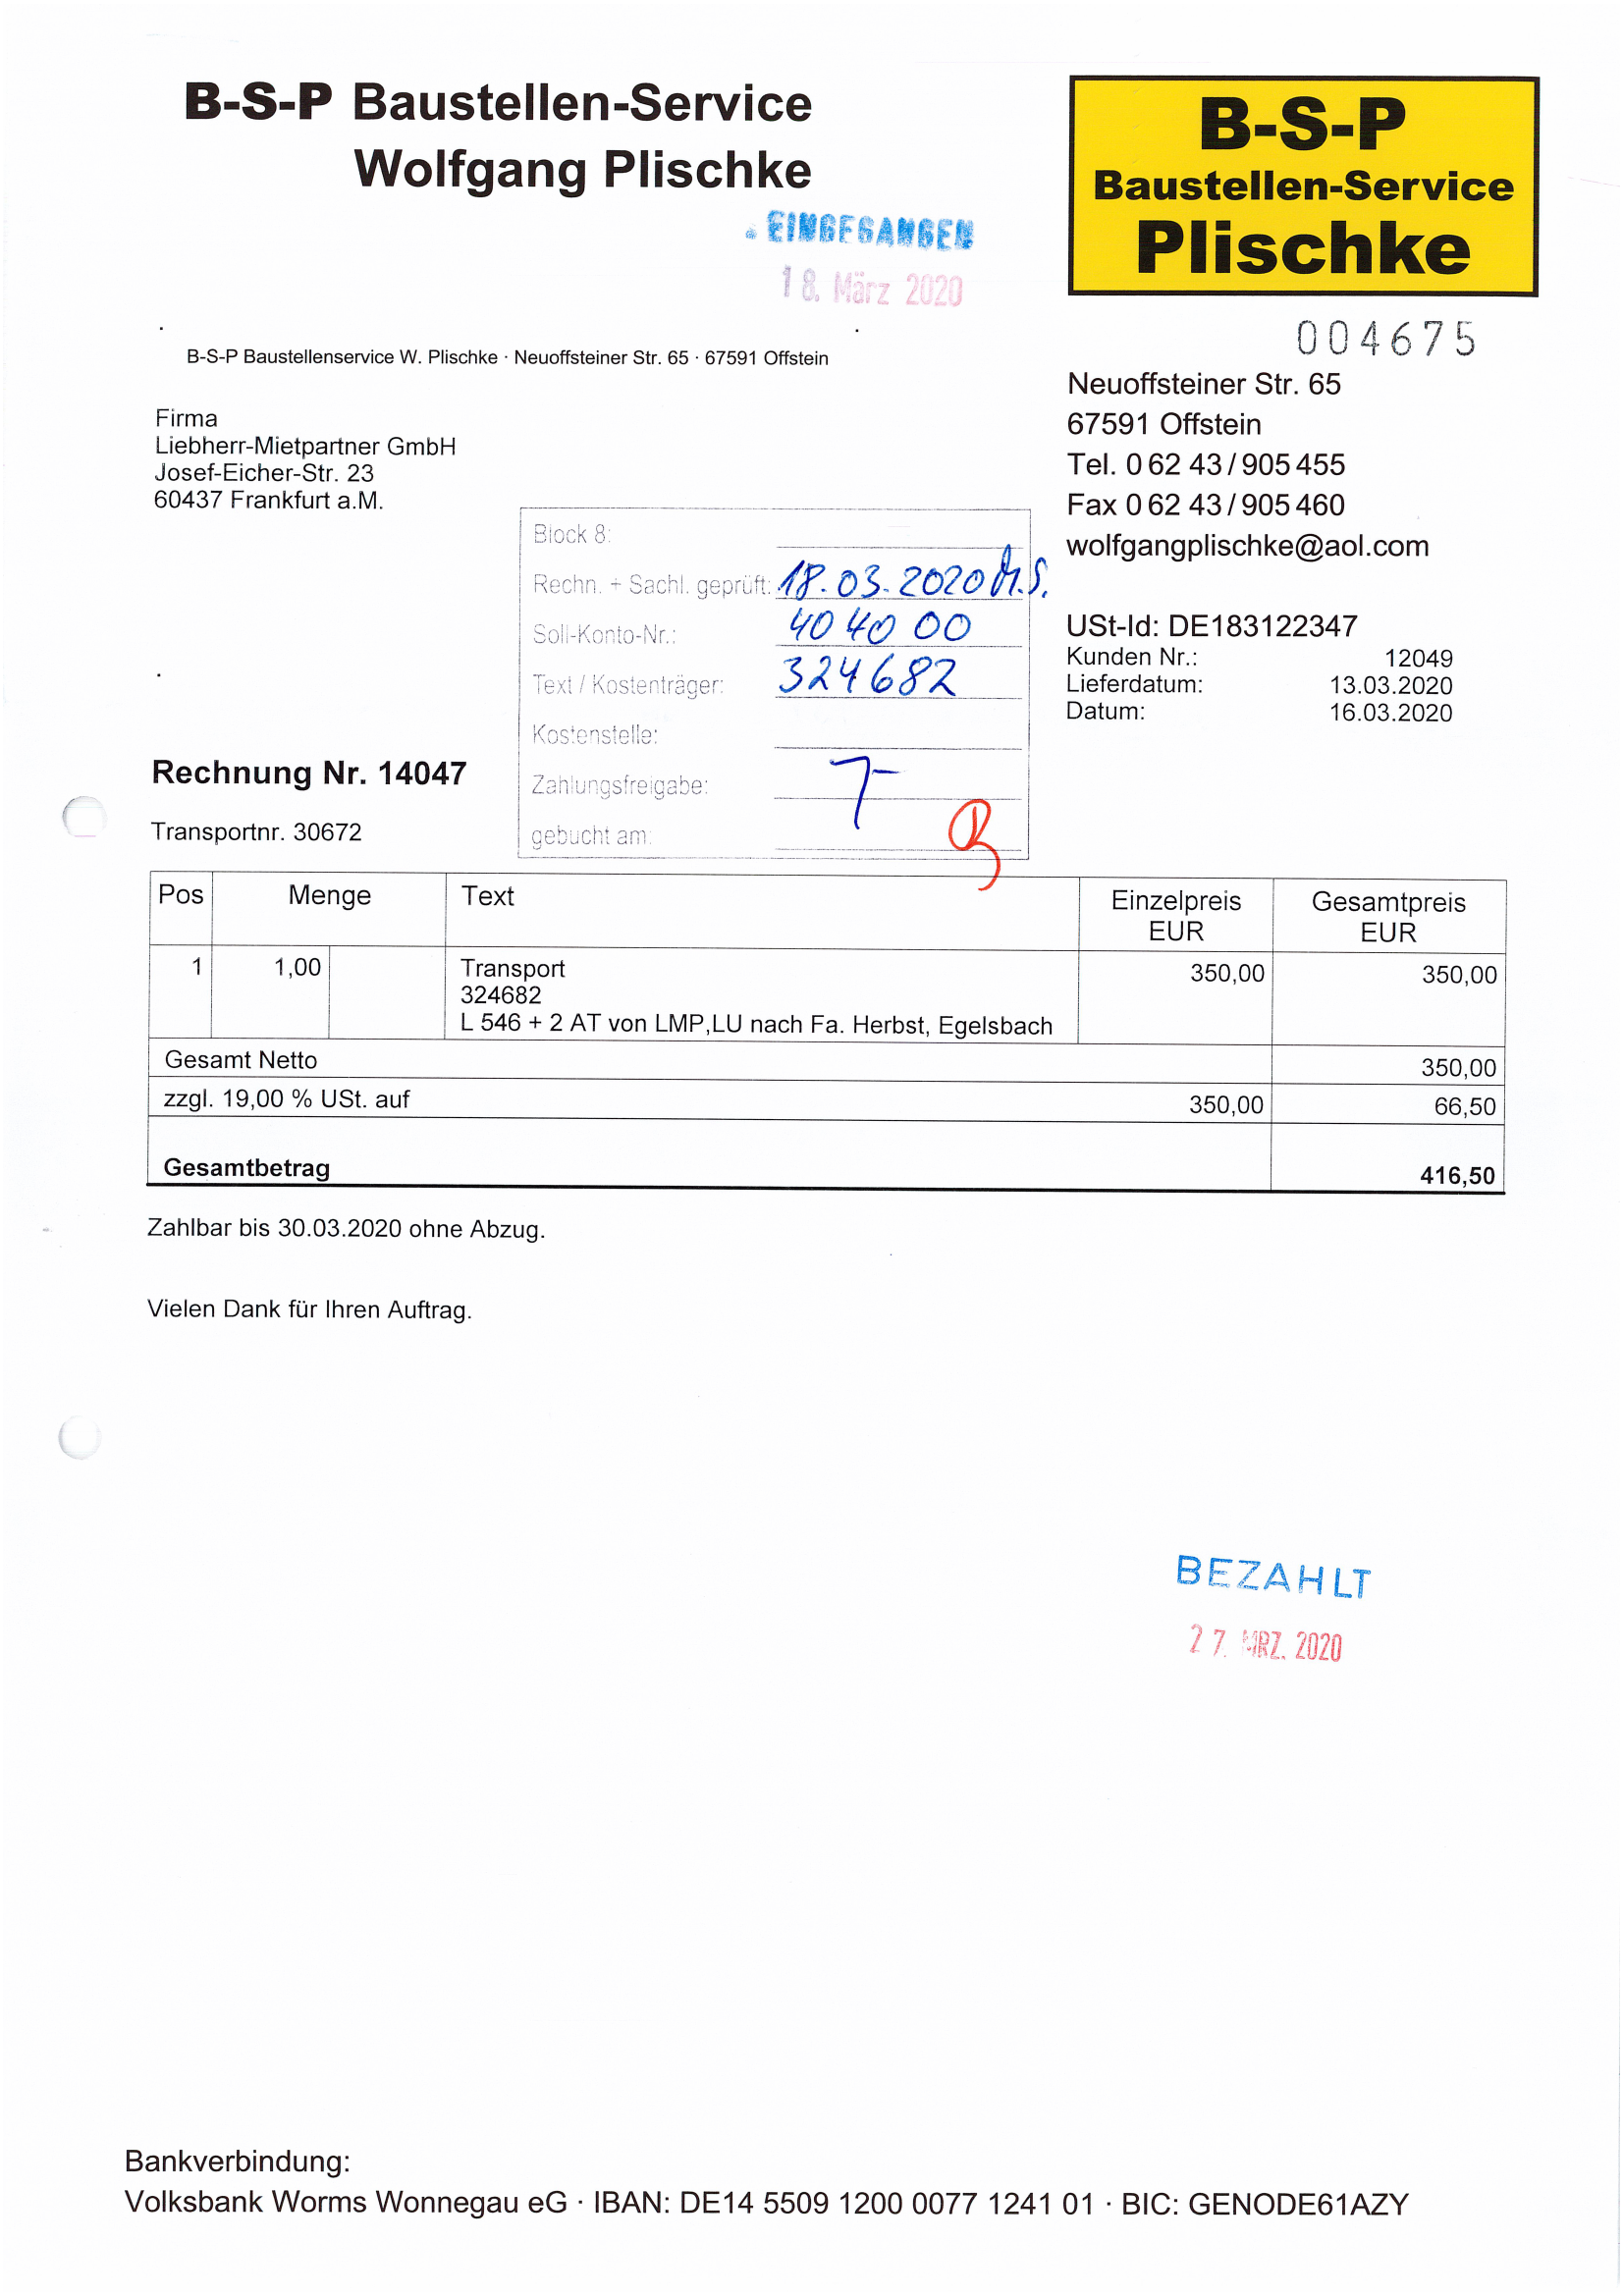 B-S-P Baustellen-Service
Wolfgang Plischke
B-S-P
Baustellen-Service
Plischke
EINGEGANGEN
18. März 2020
004675
B-S-P Baustellenservice W. Plischke · Neuoffsteiner Str. 65 · 67591 Offstein
Neuoffsteiner Str. 65
67591 Offstein
Tel. 0 62 43 / 905 455
Fax 0 62 43 / 905 460
wolfgangplischke@aol.com
Firma
Liebherr-Mietpartner GmbH
Josef-Eicher-Str. 23
60437 Frankfurt a.M.
Block 8:
Rechn. + Sachl. geprüft: 18.03.2020 M.S.
Soll-Konto-Nr.: 40 40 00
Text / Kostenträger: 324682
Kostenstelle:
Zahlungsfreigabe:
gebucht am:
USt-Id: DE183122347
Kunden Nr.: 12049
Lieferdatum: 13.03.2020
Datum: 16.03.2020
Rechnung Nr. 14047
Transportnr. 30672
Pos Menge Text Einzelpreis EUR Gesamtpreis EUR
1 1,00 Transport 350,00 350,00
324682
L 546 + 2 AT von LMP,LU nach Fa. Herbst, Egelsbach
Gesamt Netto 350,00
zzgl. 19,00 % USt. auf 350,00 66,50
Gesamtbetrag 416,50
Zahlbar bis 30.03.2020 ohne Abzug.
Vielen Dank für Ihren Auftrag.
BEZAHLT
27. MRZ. 2020
Bankverbindung:
Volksbank Worms Wonnegau eG · IBAN: DE14 5509 1200 0077 1241 01 · BIC: GENODE61AZY